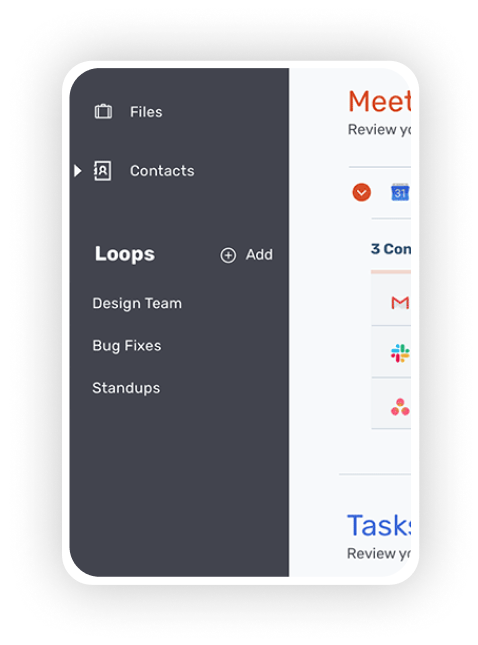 Files
Contacts
Loops
Add
Design Team
Bug Fixes
Standups
Meet
Review yo
31
3 Con
Tasks
Review yo